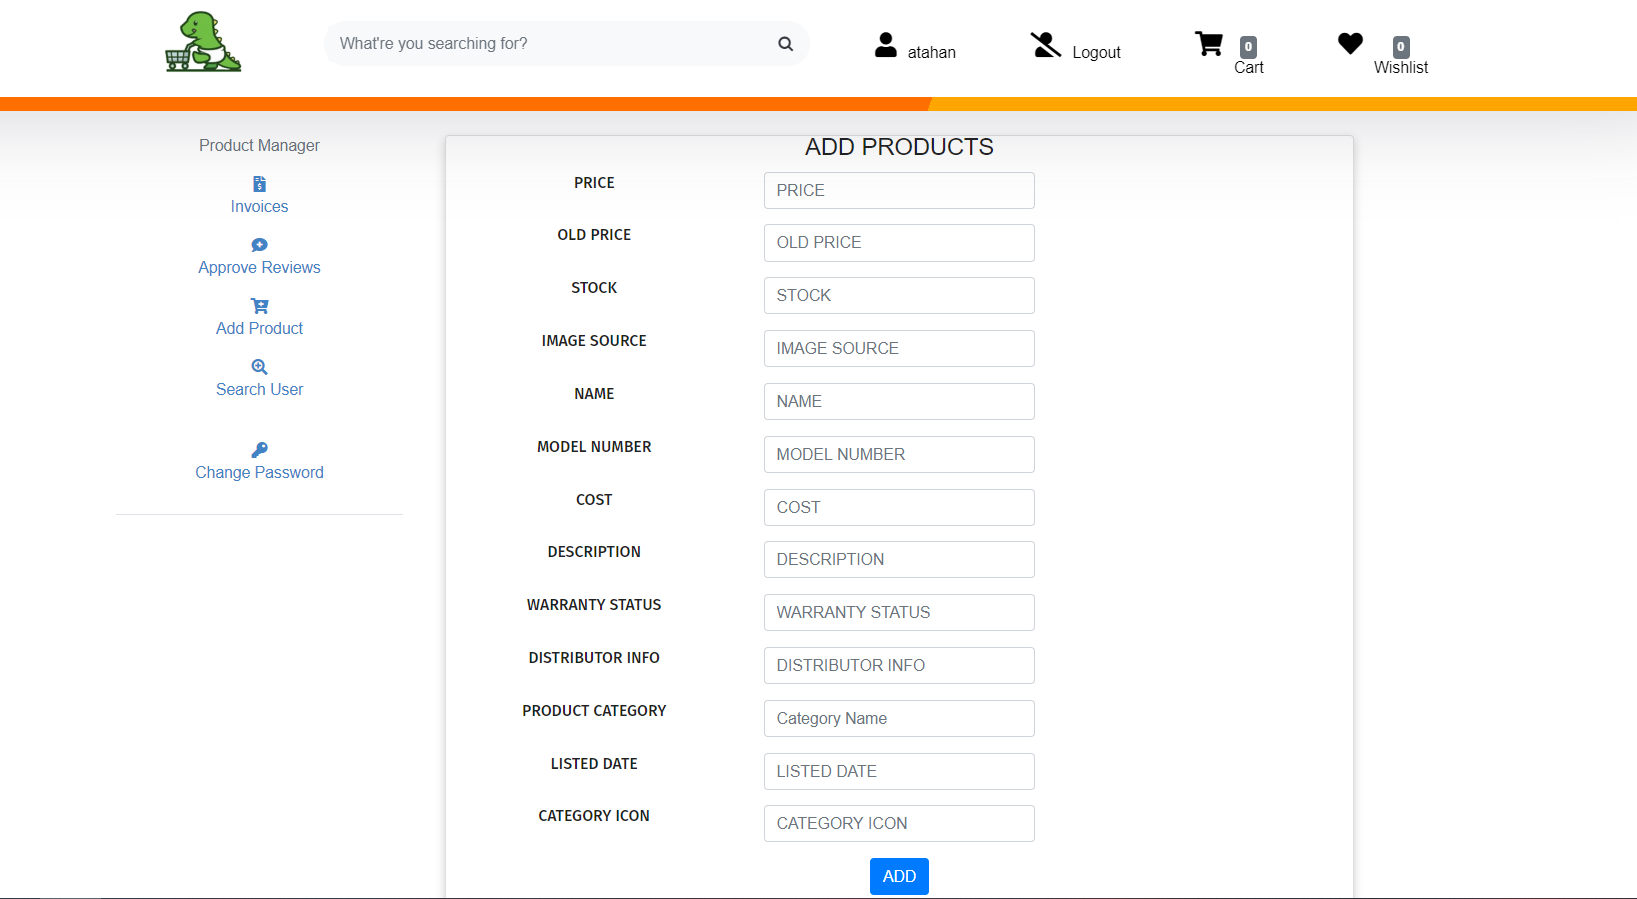 What're you searching for?
atahan
Logout
0
Cart
0
Wishlist
Product Manager
Invoices
Approve Reviews
Add Product
Search User
Change Password
ADD PRODUCTS
PRICE
PRICE
OLD PRICE
OLD PRICE
STOCK
STOCK
IMAGE SOURCE
IMAGE SOURCE
NAME
NAME
MODEL NUMBER
MODEL NUMBER
COST
COST
DESCRIPTION
DESCRIPTION
WARRANTY STATUS
WARRANTY STATUS
DISTRIBUTOR INFO
DISTRIBUTOR INFO
PRODUCT CATEGORY
Category Name
LISTED DATE
LISTED DATE
CATEGORY ICON
CATEGORY ICON
ADD